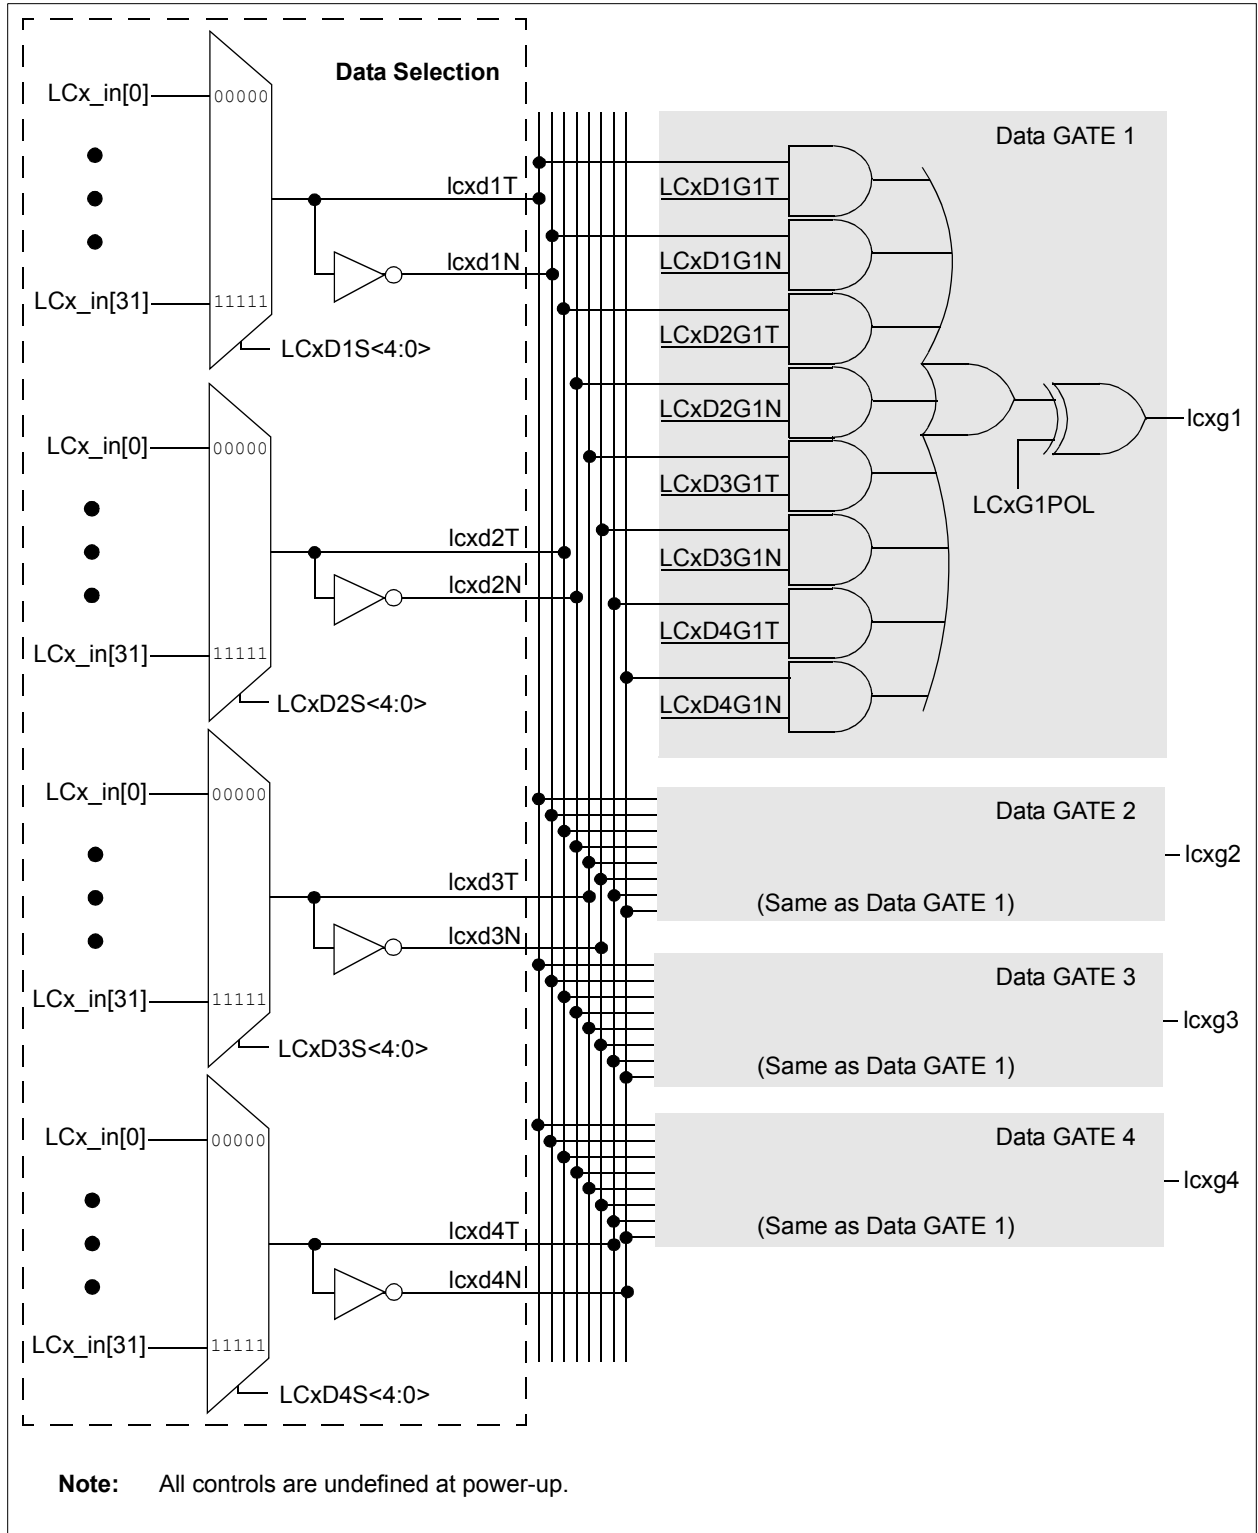 Data Selection
LCx_in[0]
00000
lcxd1T
lcxd1N
LCx_in[31]
11111
LCxD1S<4:0>
LCx_in[0]
00000
lcxd2T
lcxd2N
LCx_in[31]
11111
LCxD2S<4:0>
LCx_in[0]
00000
lcxd3T
lcxd3N
LCx_in[31]
11111
LCxD3S<4:0>
LCx_in[0]
00000
lcxd4T
lcxd4N
LCx_in[31]
11111
LCxD4S<4:0>
Data GATE 1
LCxD1G1T
LCxD1G1N
LCxD2G1T
LCxD2G1N
LCxD3G1T
LCxD3G1N
LCxD4G1T
LCxD4G1N
LCxG1POL
lcxg1
Data GATE 2
(Same as Data GATE 1)
lcxg2
Data GATE 3
(Same as Data GATE 1)
lcxg3
Data GATE 4
(Same as Data GATE 1)
lcxg4
Note: All controls are undefined at power-up.